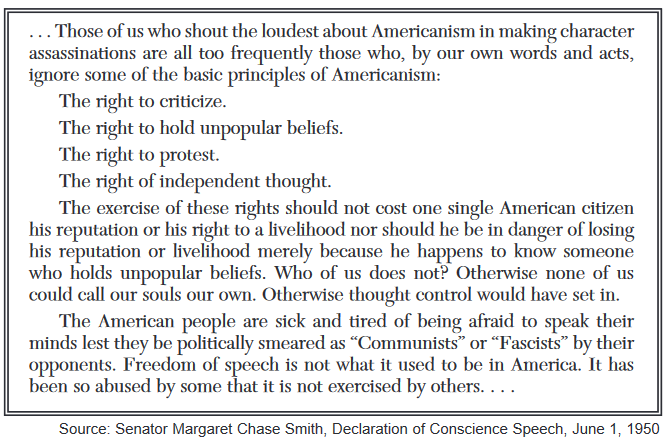 . . . Those of us who shout the loudest about Americanism in making character
assassinations are all too frequently those who, by our own words and acts,
ignore some of the basic principles of Americanism:
The right to criticize.
The right to hold unpopular beliefs.
The right to protest.
The right of independent thought.
The exercise of these rights should not cost one single American citizen
his reputation or his right to a livelihood nor should he be in danger of losing
his reputation or livelihood merely because he happens to know someone
who holds unpopular beliefs. Who of us does not? Otherwise none of us
could call our souls our own. Otherwise thought control would have set in.
The American people are sick and tired of being afraid to speak their
minds lest they be politically smeared as “Communists” or “Fascists” by their
opponents. Freedom of speech is not what it used to be in America. It has
been so abused by some that it is not exercised by others. . . .
Source: Senator Margaret Chase Smith, Declaration of Conscience Speech, June 1, 1950